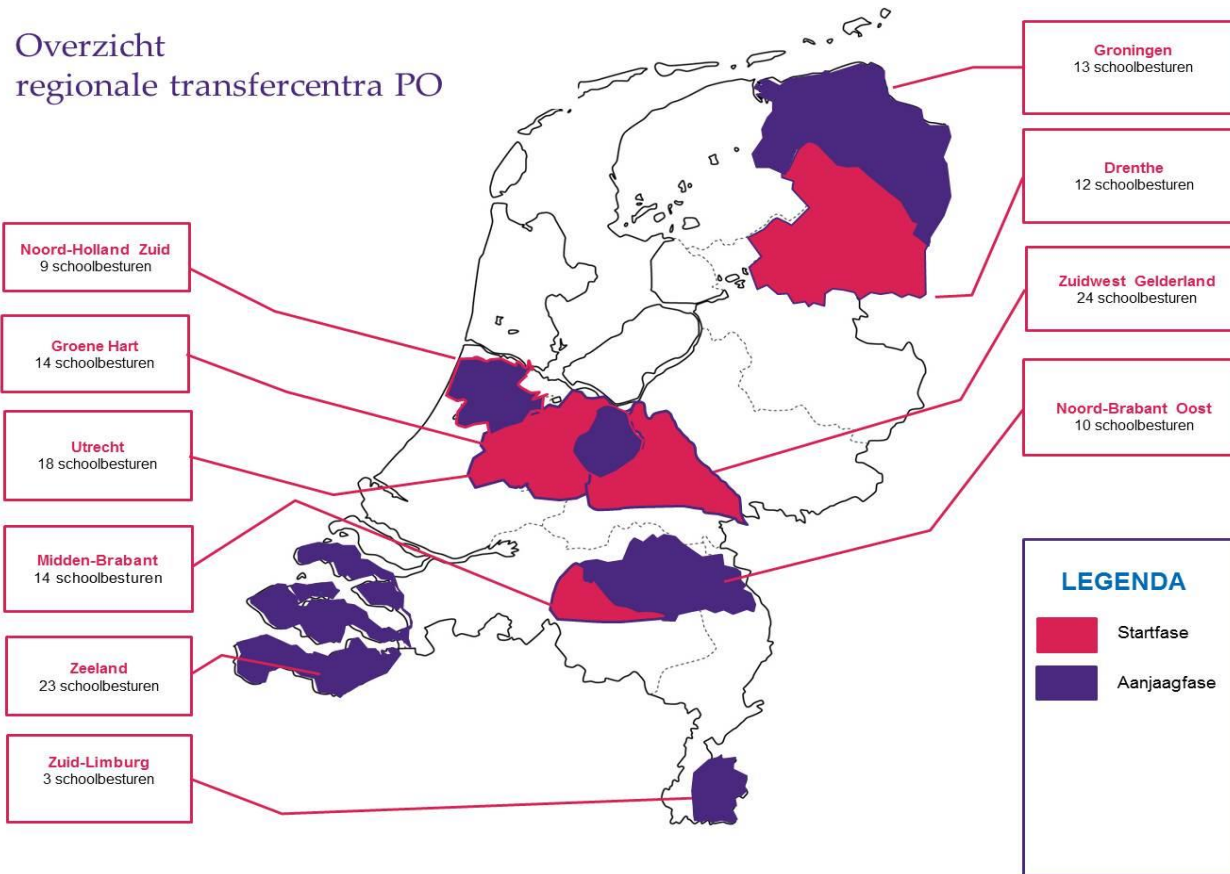 Overzicht
regionale transfercentra PO
Noord-Holland Zuid
9 schoolbesturen
Groene Hart
14 schoolbesturen
Utrecht
18 schoolbesturen
Midden-Brabant
14 schoolbesturen
Zeeland
23 schoolbesturen
Zuid-Limburg
3 schoolbesturen
Groningen
13 schoolbesturen
Drenthe
12 schoolbesturen
Zuidwest Gelderland
24 schoolbesturen
Noord-Brabant Oost
10 schoolbesturen
LEGENDA
Startfase
Aanjaagfase